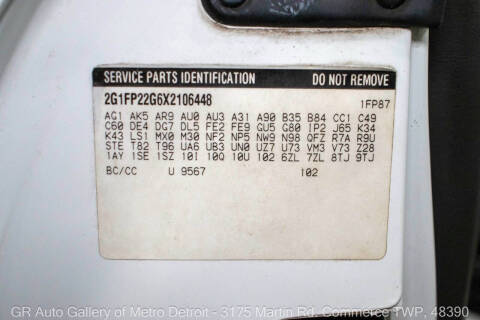 SERVICE PARTS IDENTIFICATION DO NOT REMOVE
2G1FP22G6X2106448 1FP87
AG1 AK5 AR9 AU0 AU3 A31 A90 B35 B84 CC1 C49
C60 DE4 DG7 DL5 FE2 FE9 GU5 G80 IP2 J65 K34
K43 LS1 MX0 M30 NF2 NP5 NW9 N98 QFZ R7A R9U
STE T82 T96 UA6 UB3 UN0 UZ7 U73 VM3 V73 Z28
1AY 1SE 1SZ 10I 10Q 10U 102 6ZL 7ZL 8TJ 9TJ
BC/CC U 9567 102
GR Auto Gallery of Metro Detroit - 3175 Martin Rd. Commerce TWP, 48390